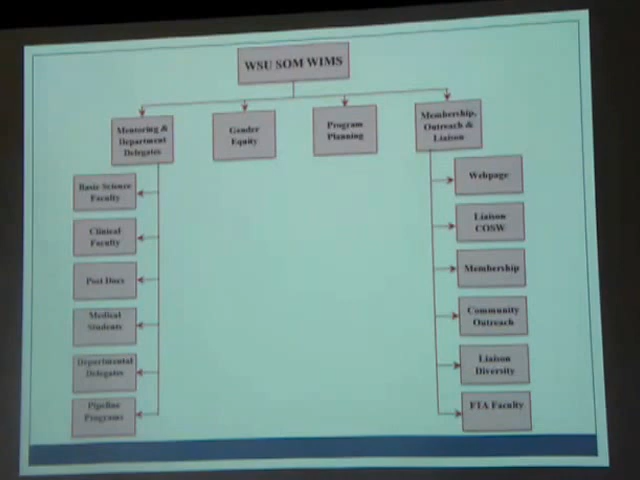 WSU SOM WIMS
Mentoring &
Department
Delegates
Gender
Equity
Program
Planning
Membership,
Outreach &
Liaison
Basic Science
Faculty
Clinical
Faculty
Post Docs
Medical
Students
Departmental
Delegates
Pipeline
Programs
Webpage
Liaison
COSW
Membership
Community
Outreach
Liaison
Diversity
FTA Faculty